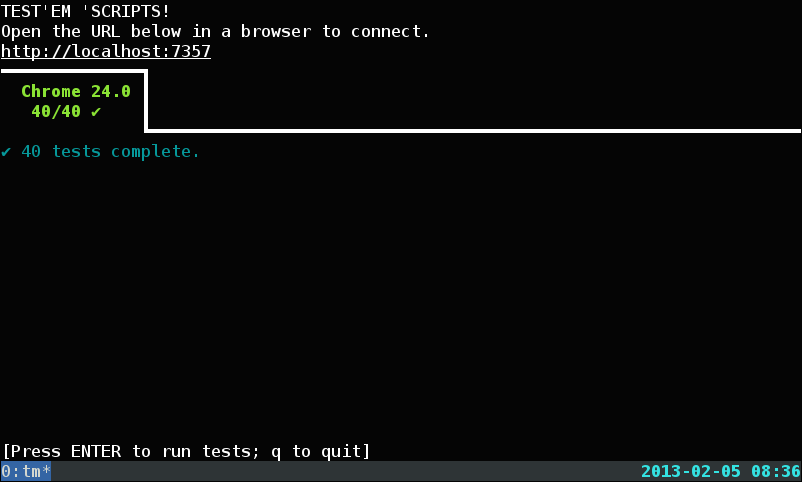 TEST'EM 'SCRIPTS!
Open the URL below in a browser to connect.
http://localhost:7357
Chrome 24.0
40/40 ✔
✔ 40 tests complete.
[Press ENTER to run tests; q to quit]
0:tm* 2013-02-05 08:36